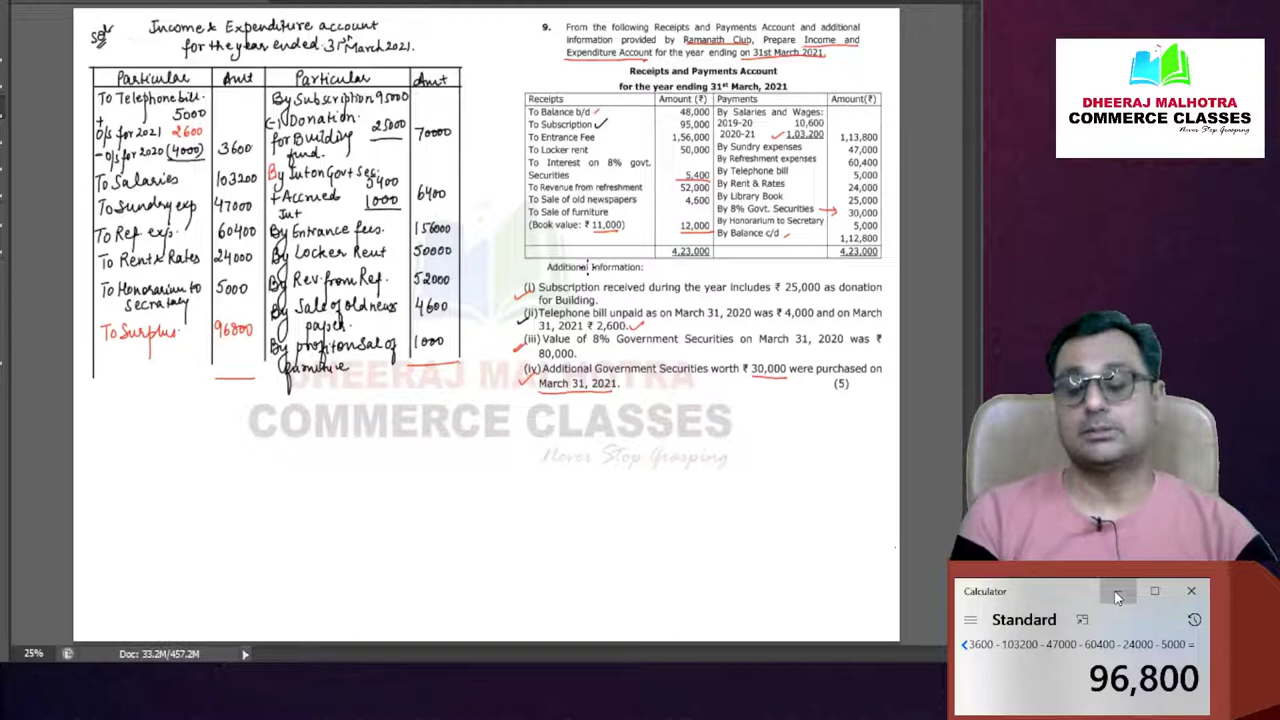 Sol
Income & Expenditure account
for the year ended 31st March 2021.
Particular Amt Particular Amt
To Telephone bill. By Subscription 95000
+ 5000 (-) Donation
o/s for 2021 2600 for Building 25000 70000
- o/s for 2020 (4000) 3600 fund.
To Salaries 103200 By Int on Govt Sec: 5400
To Sundry exp 47000 + Accrued Int 1000 6400
To Ref exp. 60400 By Entrance fees. 156000
To Rent & Rates 24000 By Locker Rent 50000
To Honorarium to 5000 By Rev. from Ref. 52000
secratary By Sale of old news 4600
To Surplus. 96800 paper.
By profit on Sal of 1000
furniture
9. From the following Receipts and Payments Account and additional
information provided by Ramanath Club, Prepare Income and
Expenditure Account for the year ending on 31st March 2021.
Receipts and Payments Account
for the year ending 31st March, 2021
Receipts Amount (₹) Payments Amount(₹)
To Balance b/d 48,000 By Salaries and Wages:
To Subscription 95,000 2019-20 10,600
To Entrance Fee 1,56,000 2020-21 1,03,200 1,13,800
To Locker rent 50,000 By Sundry expenses 47,000
To Interest on 8% govt. By Refreshment expenses 60,400
Securities 5,400 By Telephone bill 5,000
To Revenue from refreshment 52,000 By Rent & Rates 24,000
To Sale of old newspapers 4,600 By Library Book 25,000
To Sale of furniture By 8% Govt. Securities 30,000
(Book value: ₹ 11,000) 12,000 By Honorarium to Secretary 5,000
By Balance c/d 1,12,800
4,23,000 4,23,000
Additional Information:
(i) Subscription received during the year includes ₹ 25,000 as donation
for Building.
(ii) Telephone bill unpaid as on March 31, 2020 was ₹ 4,000 and on March
31, 2021 ₹ 2,600.
(iii) Value of 8% Government Securities on March 31, 2020 was ₹
80,000.
(iv) Additional Government Securities worth ₹ 30,000 were purchased on
March 31, 2021. (5)
DHEERAJ MALHOTRA
COMMERCE CLASSES
Never Stop Grasping
DHEERAJ MALHOTRA
COMMERCE CLASSES
Never Stop Grasping
25% Doc: 33.2M/457.2M
Calculator
Standard
3600 - 103200 - 47000 - 60400 - 24000 - 5000 =
96,800